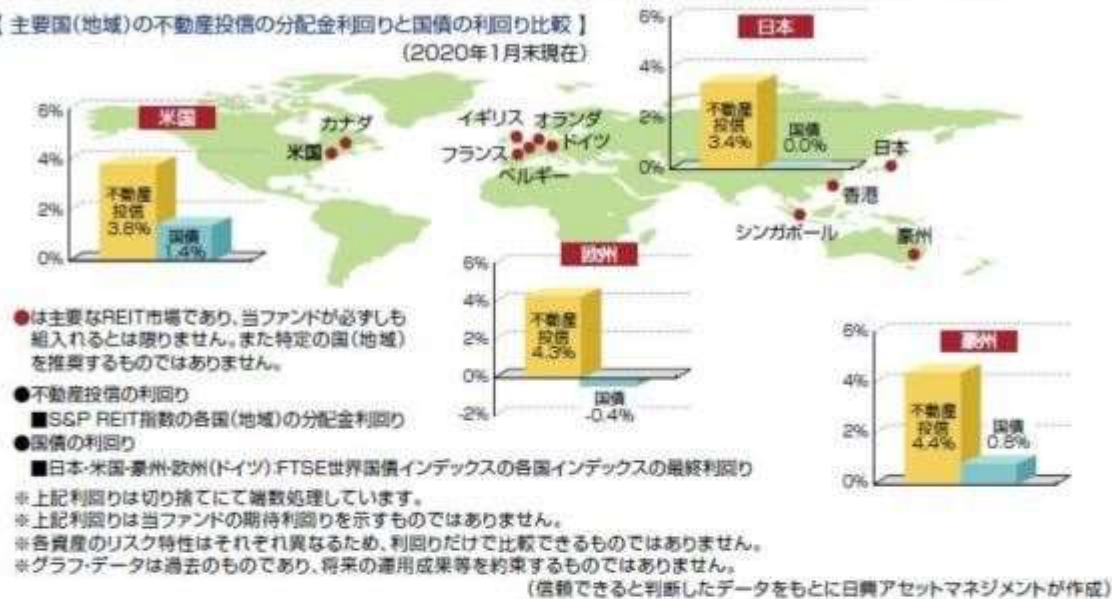 【 主要国(地域)の不動産投信の分配金利回りと国債の利回り比較 】
(2020年1月末現在)
米国
6%
4%
2%
0%
不動産
投信
3.8%
国債
1.4%
カナダ
米国
イギリス
オランダ
フランス
ドイツ
ベルギー
日本
6%
4%
2%
0%
不動産
投信
3.4%
国債
0.0%
日本
香港
シンガポール
豪州
欧州
6%
4%
2%
0%
-2%
不動産
投信
4.3%
国債
-0.4%
豪州
6%
4%
2%
0%
不動産
投信
4.4%
国債
0.8%
●は主要なREIT市場であり、当ファンドが必ずしも
組入れるとは限りません。また特定の国(地域)
を推奨するものではありません。
●不動産投信の利回り
■S&P REIT指数の各国(地域)の分配金利回り
●国債の利回り
■日本・米国・豪州・欧州(ドイツ):FTSE世界国債インデックスの各国インデックスの最終利回り
※上記利回りは切り捨てにて端数処理しています。
※上記利回りは当ファンドの期待利回りを示すものではありません。
※各資産のリスク特性はそれぞれ異なるため、利回りだけで比較できるものではありません。
※グラフ・データは過去のものであり、将来の運用成果等を約束するものではありません。
(信頼できると判断したデータをもとに日興アセットマネジメントが作成)